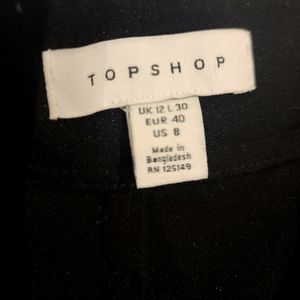 TOPSHOP
UK 12 L 30
EUR 40
US 8
Made in
Bangladesh
RN 125149